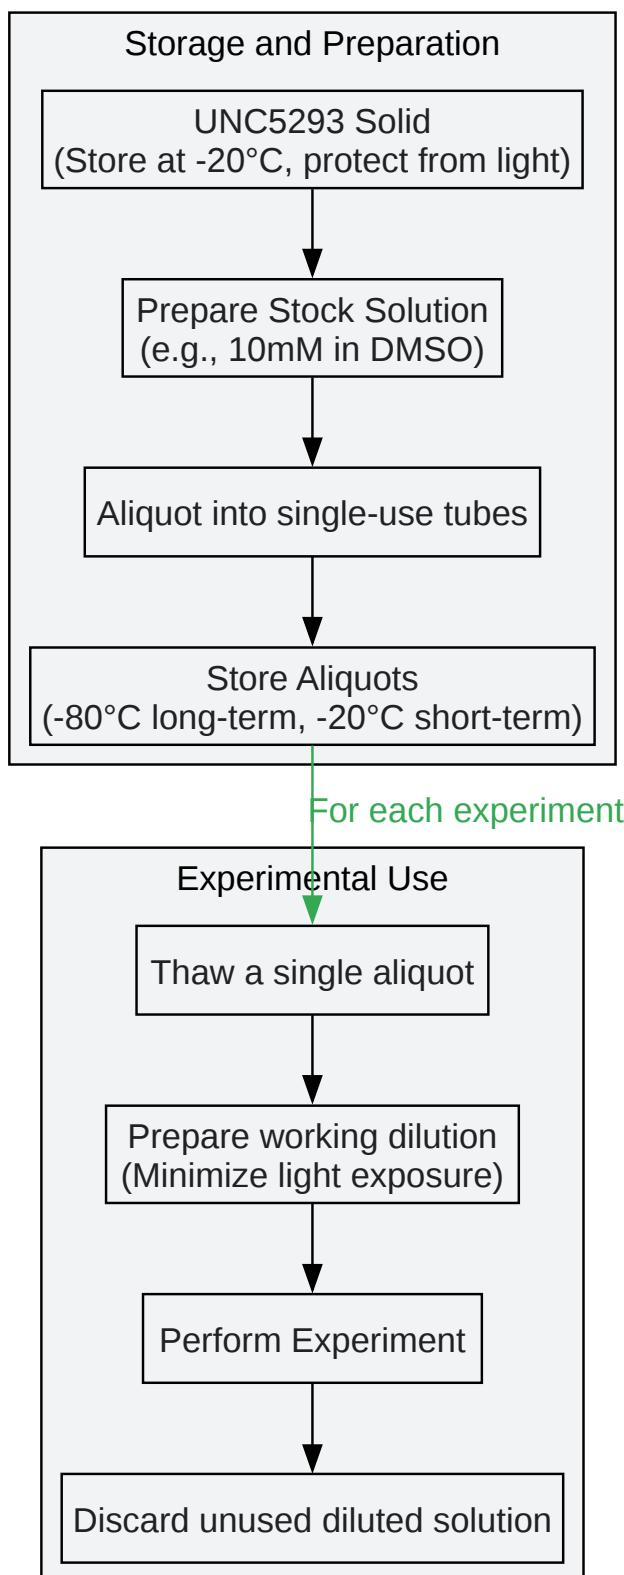 Storage and Preparation
UNC5293 Solid
(Store at -20°C, protect from light)
Prepare Stock Solution
(e.g., 10mM in DMSO)
Aliquot into single-use tubes
Store Aliquots
(-80°C long-term, -20°C short-term)
For each experiment
Experimental Use
Thaw a single aliquot
Prepare working dilution
(Minimize light exposure)
Perform Experiment
Discard unused diluted solution